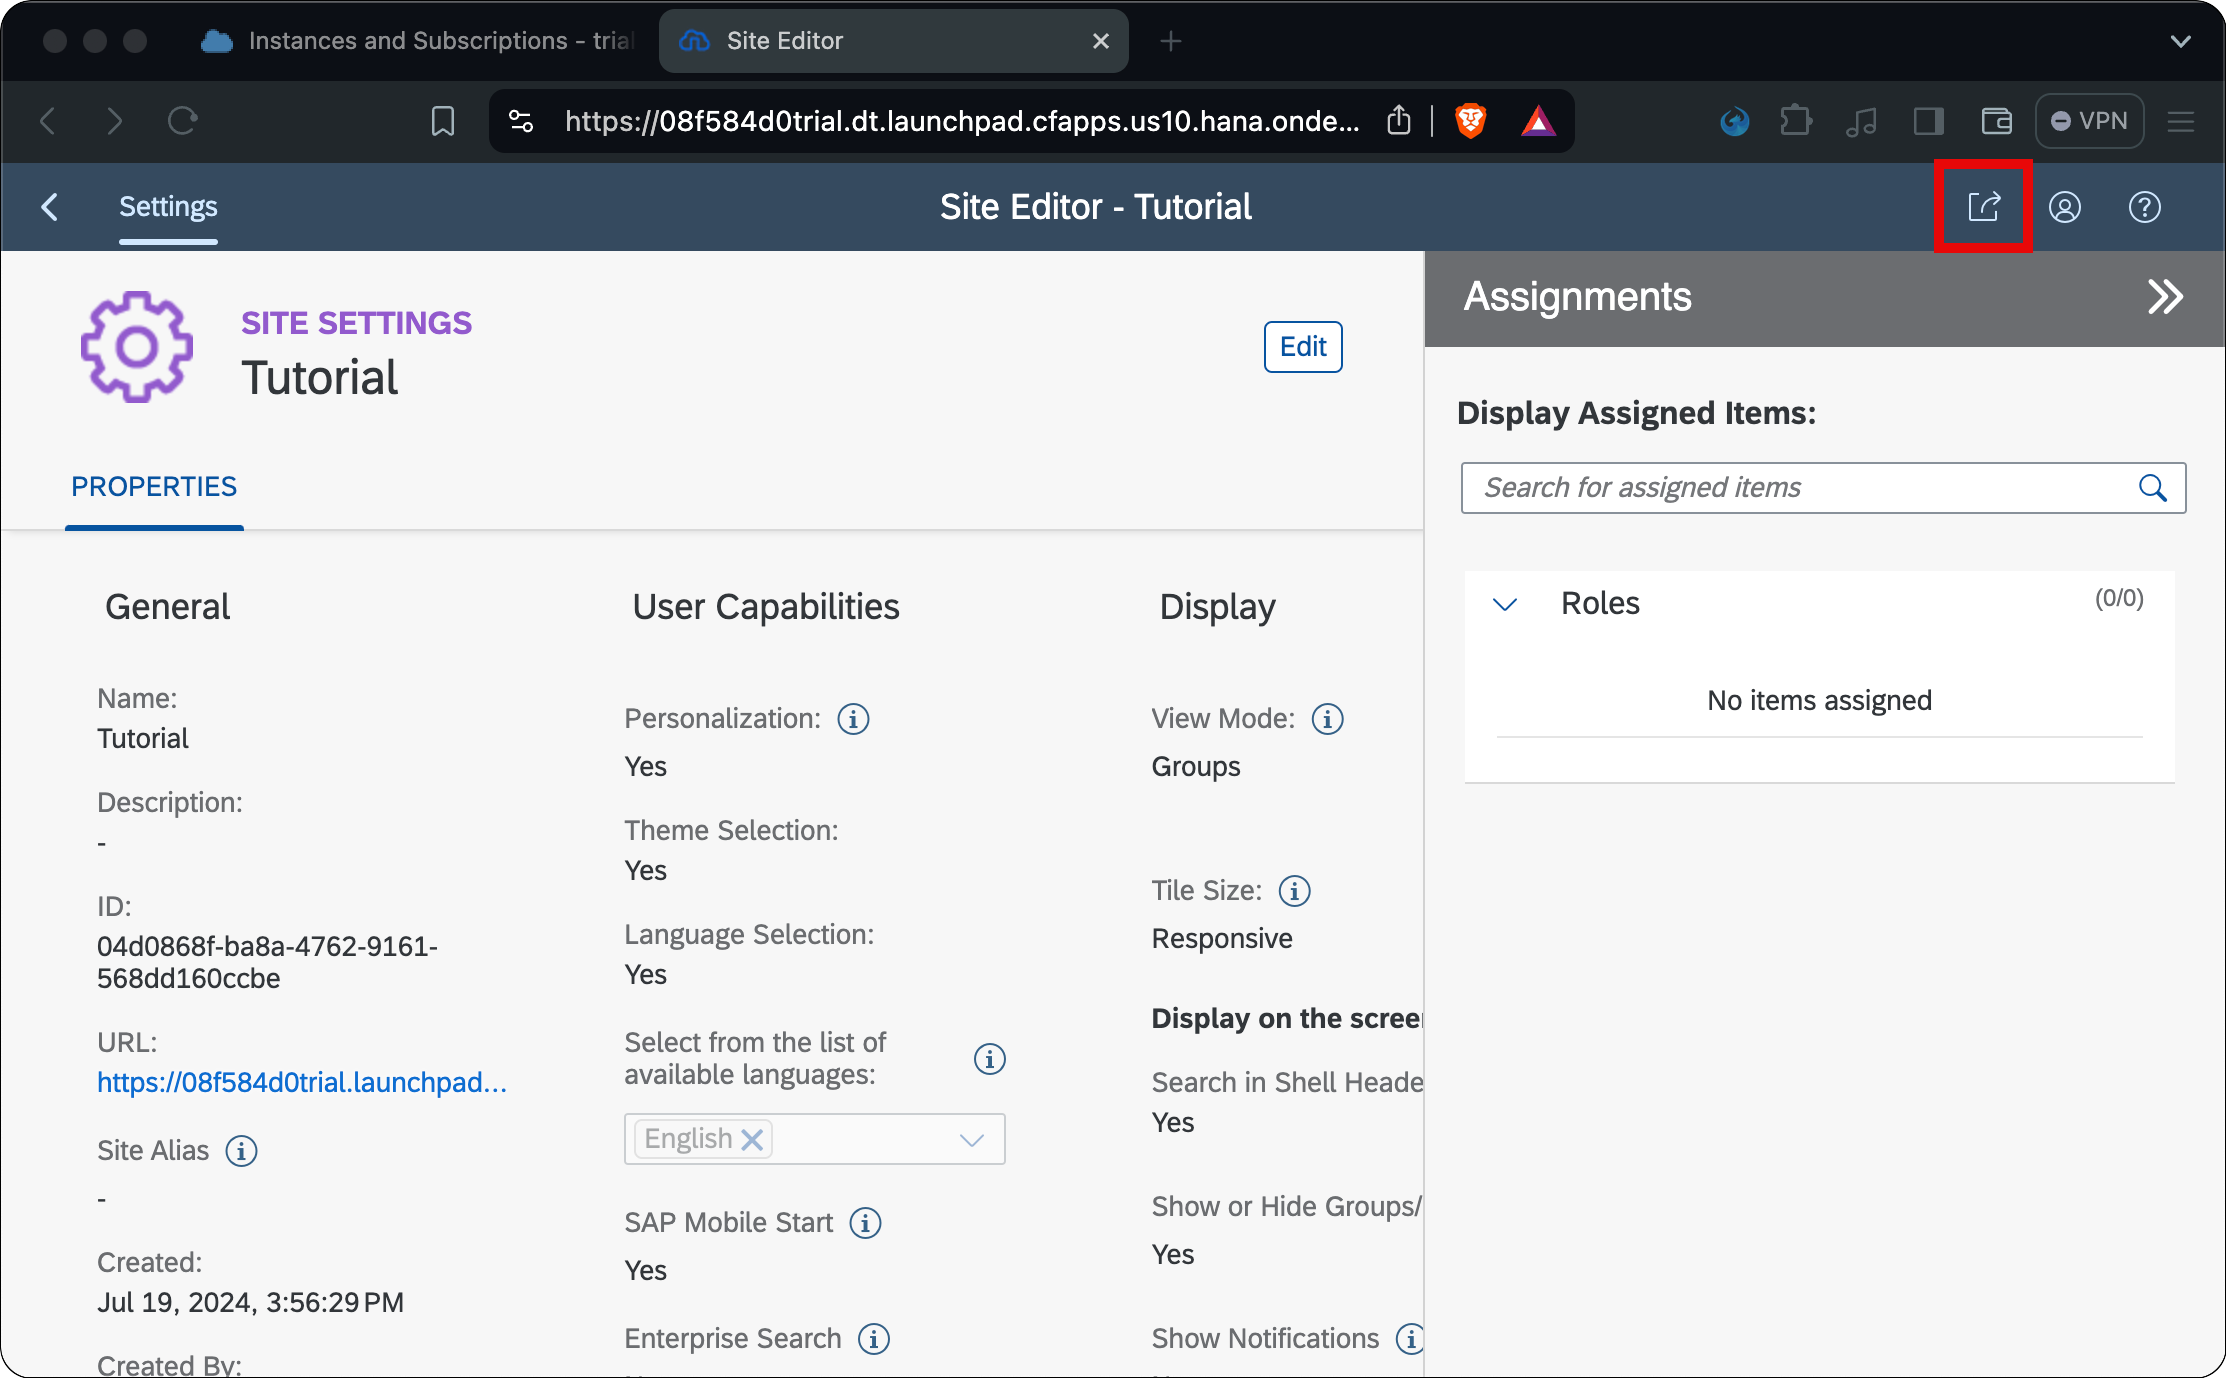 Instances and Subscriptions - trial
Site Editor
https://08f584d0trial.dt.launchpad.cfapps.us10.hana.onde...
VPN
Settings
Site Editor - Tutorial
SITE SETTINGS
Tutorial
Edit
PROPERTIES
General
Name:
Tutorial
Description:
-
ID:
04d0868f-ba8a-4762-9161-
568dd160ccbe
URL:
https://08f584d0trial.launchpad...
Site Alias
-
Created:
Jul 19, 2024, 3:56:29 PM
Created By:
User Capabilities
Personalization:
Yes
Theme Selection:
Yes
Language Selection:
Yes
Select from the list of
available languages:
English
SAP Mobile Start
Yes
Enterprise Search
Display
View Mode:
Groups
Tile Size:
Responsive
Display on the scree
Search in Shell Heade
Yes
Show or Hide Groups/
Yes
Show Notifications
Assignments
Display Assigned Items:
Search for assigned items
Roles
(0/0)
No items assigned